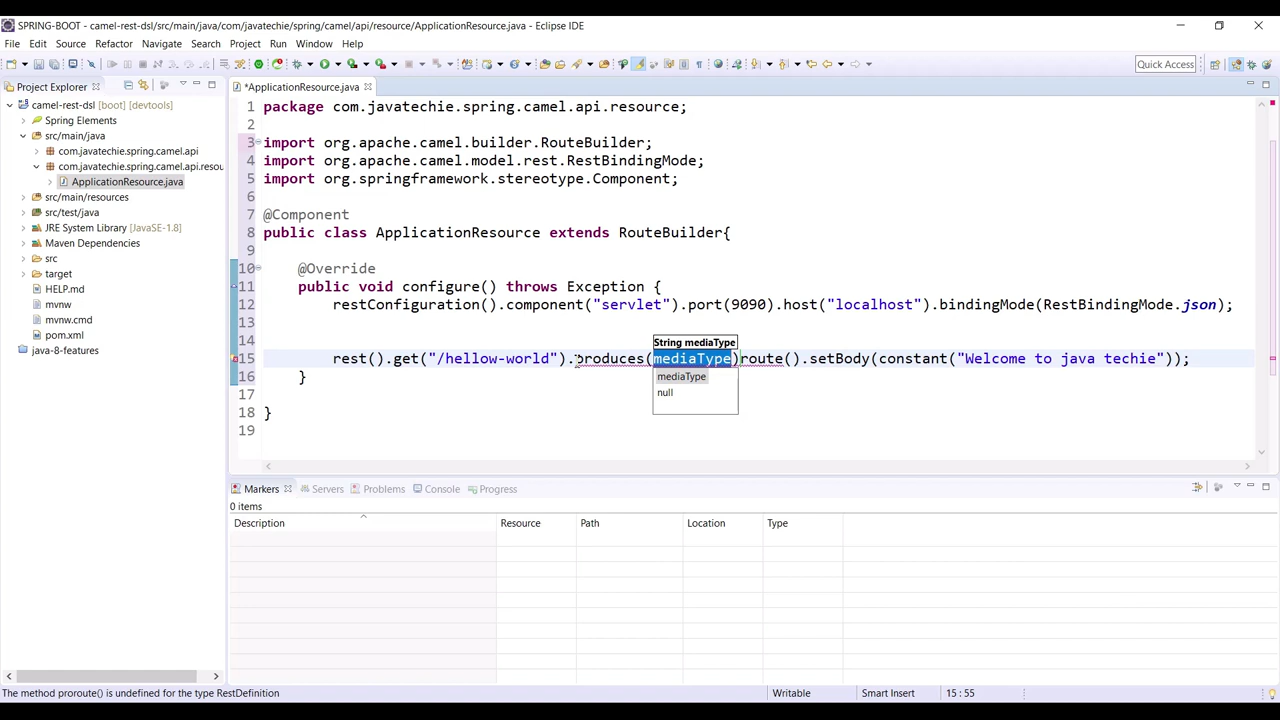 SPRING-BOOT - camel-rest-dsl/src/main/java/com/javatechie/spring/camel/api/resource/ApplicationResource.java - Eclipse IDE
File Edit Source Refactor Navigate Search Project Run Window Help
Quick Access
Project Explorer
*ApplicationResource.java
camel-rest-dsl [boot] [devtools]
Spring Elements
src/main/java
com.javatechie.spring.camel.api
com.javatechie.spring.camel.api.resou
ApplicationResource.java
src/main/resources
src/test/java
JRE System Library [JavaSE-1.8]
Maven Dependencies
src
target
HELP.md
mvnw
mvnw.cmd
pom.xml
java-8-features
1 package com.javatechie.spring.camel.api.resource;
2
3 import org.apache.camel.builder.RouteBuilder;
4 import org.apache.camel.model.rest.RestBindingMode;
5 import org.springframework.stereotype.Component;
6
7 @Component
8 public class ApplicationResource extends RouteBuilder{
9
10 @Override
11 public void configure() throws Exception {
12 restConfiguration().component("servlet").port(9090).host("localhost").bindingMode(RestBindingMode.json);
13
14
String mediaType
15 rest().get("/hellow-world").produces(mediaType)route().setBody(constant("Welcome to java techie"));
mediaType
null
16 }
17
18 }
19
Markers Servers Problems Console Progress
0 items
Description Resource Path Location Type
The method proroute() is undefined for the type RestDefinition Writable Smart Insert 15 : 55